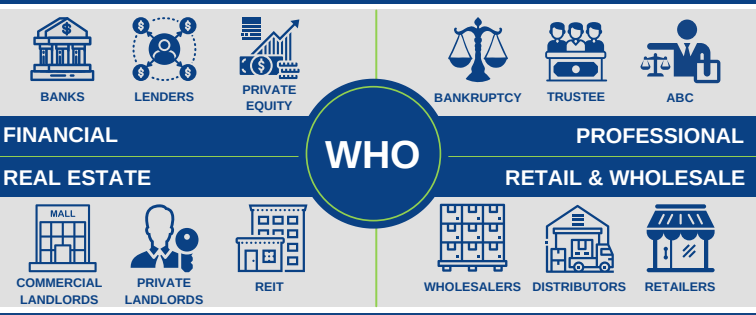 BANKS
LENDERS
PRIVATE
EQUITY
BANKRUPTCY
TRUSTEE
ABC
FINANCIAL
PROFESSIONAL
WHO
REAL ESTATE
RETAIL & WHOLESALE
MALL
COMMERCIAL
LANDLORDS
PRIVATE
LANDLORDS
REIT
WHOLESALERS
DISTRIBUTORS
RETAILERS